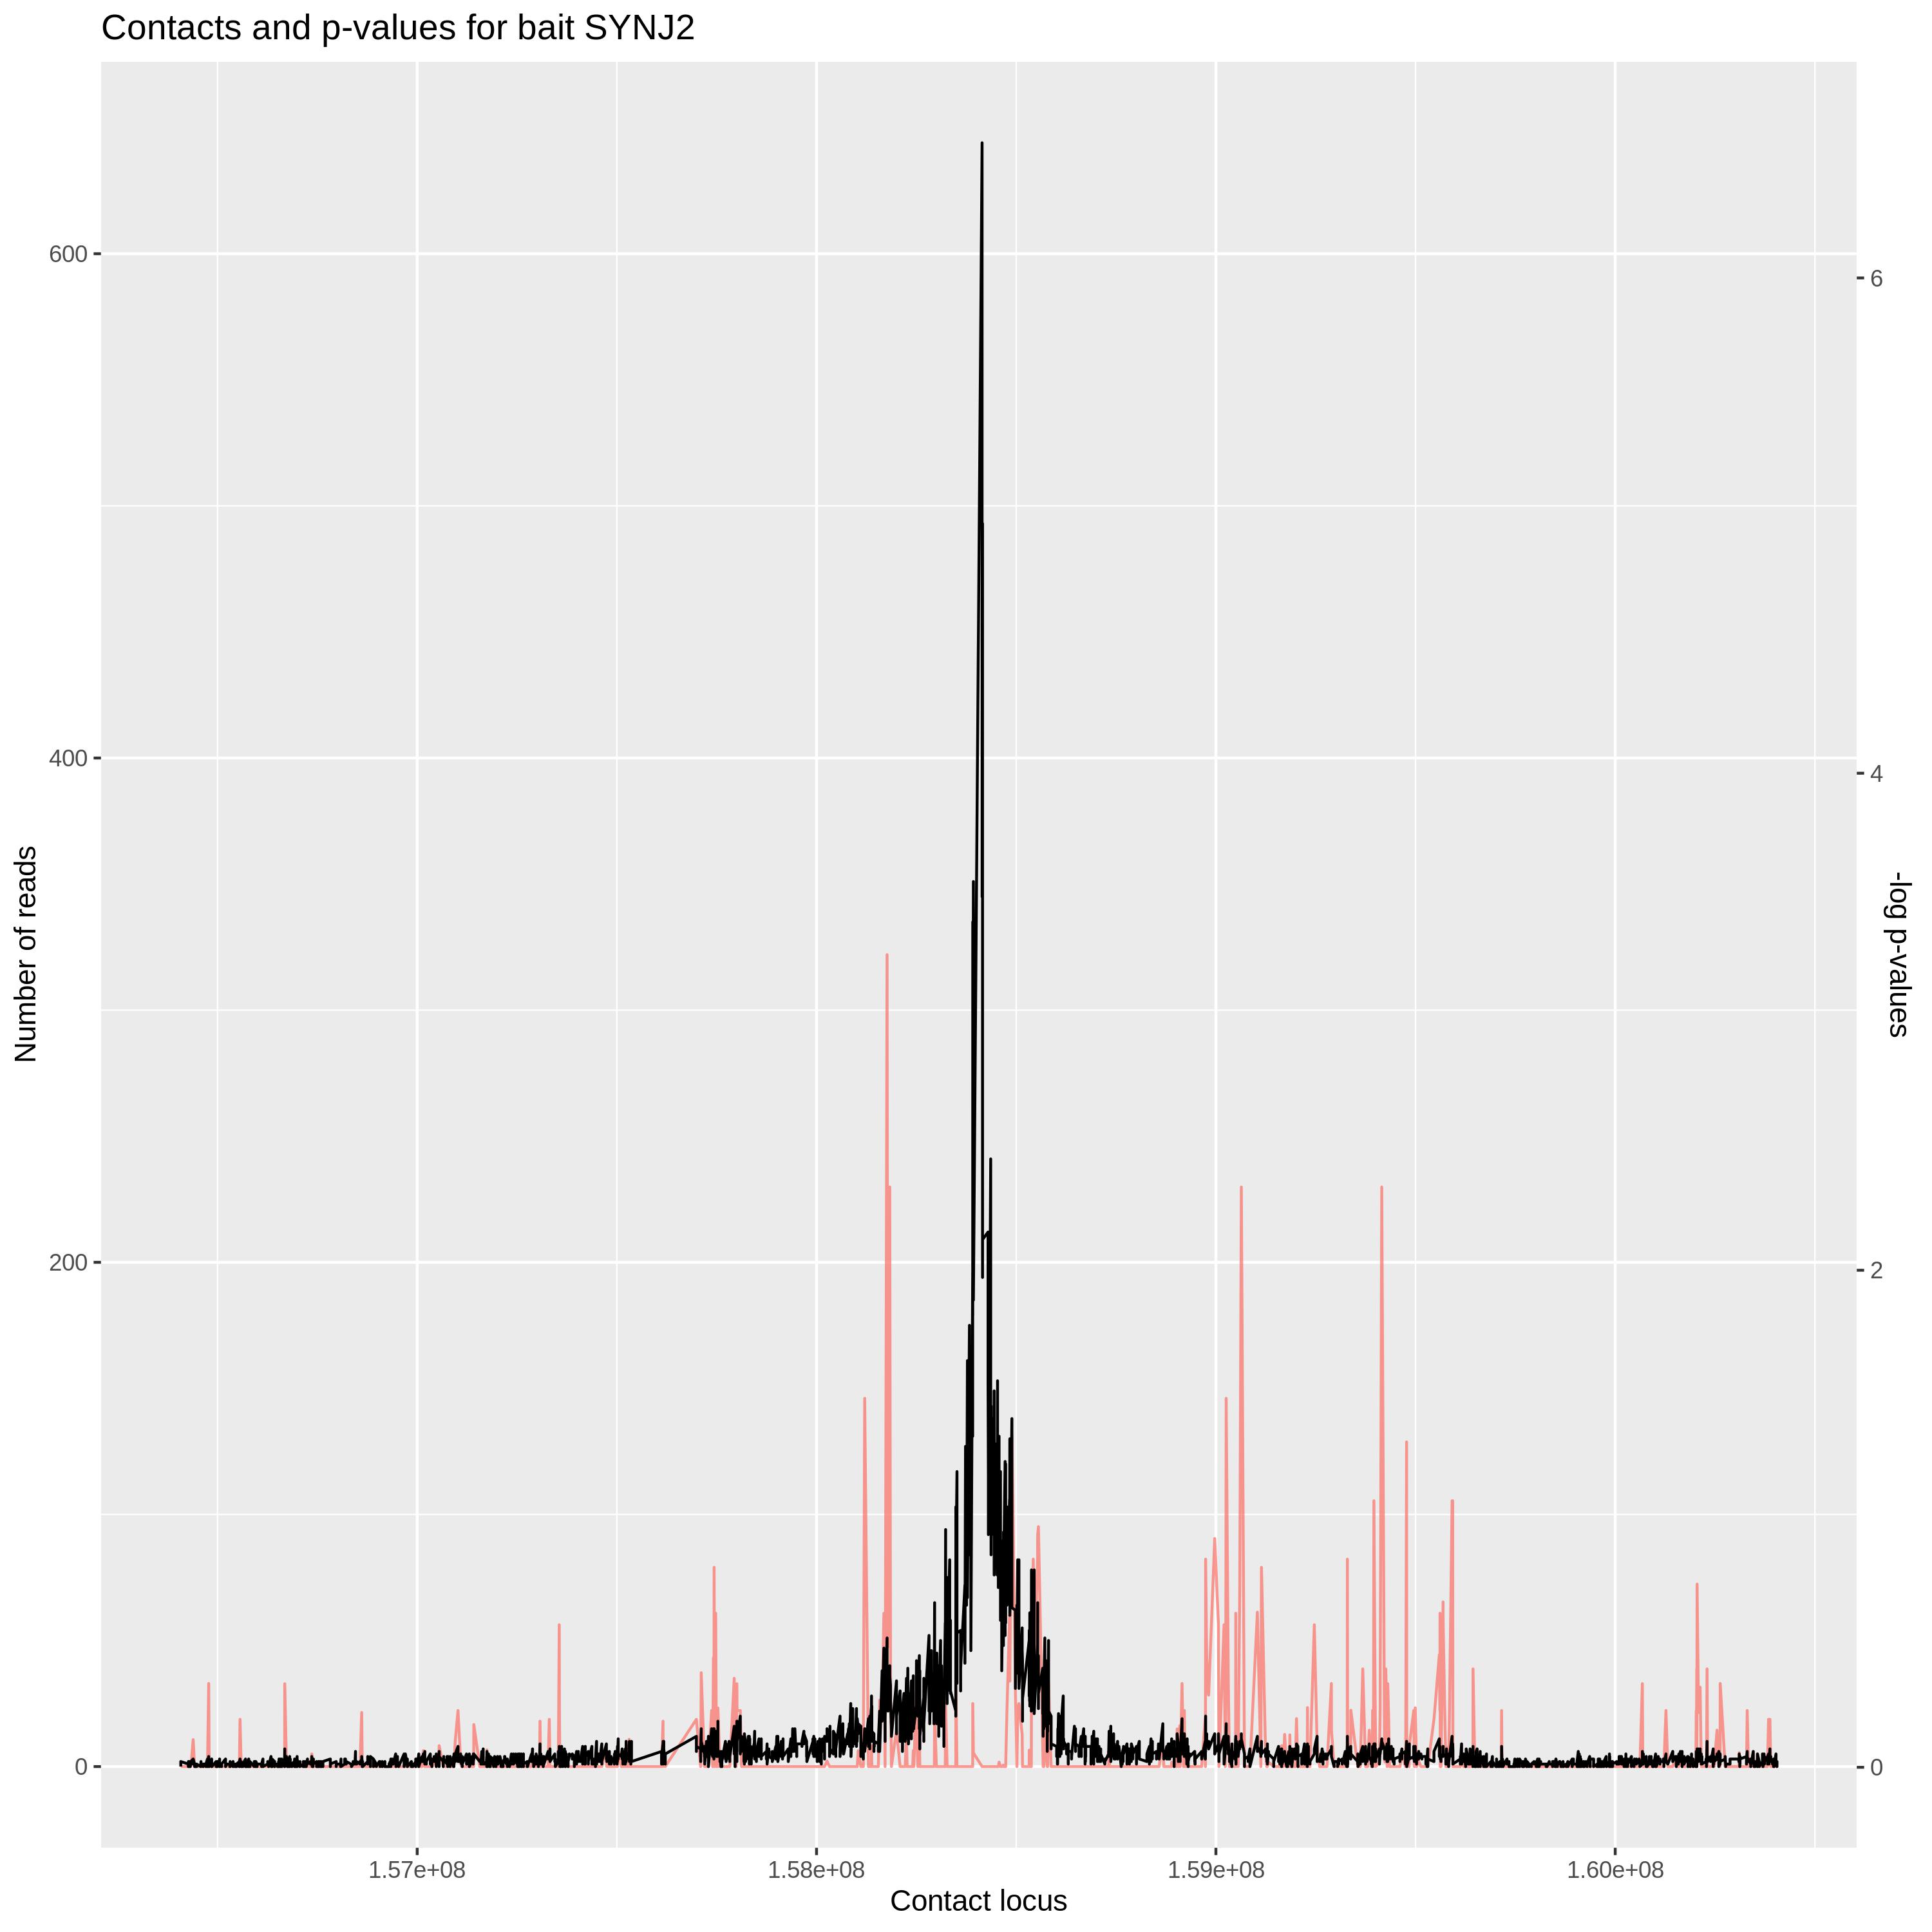 Contacts and p-values for bait SYNJ2
600
400
200
0
Number of reads
6
4
2
0
-log p-values
1.57e+08
1.58e+08
1.59e+08
1.60e+08
Contact locus